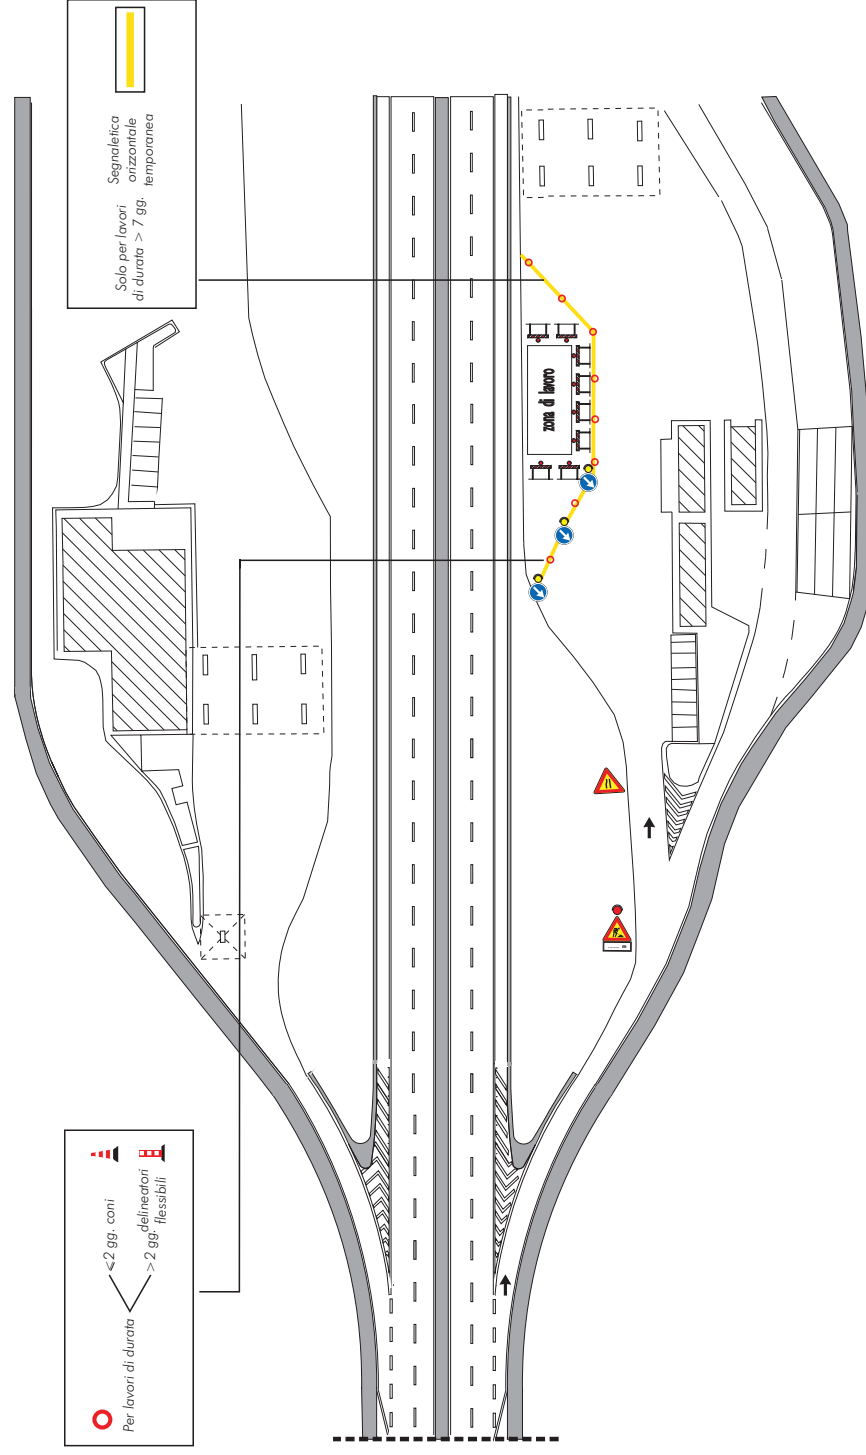 Solo per lavori
di durata > 7 gg.
Segnaletica
orizzontale
temporanea
zona di lavoro
Per lavori di durata
⩽2 gg. coni
>2 gg. delineatori
flessibili